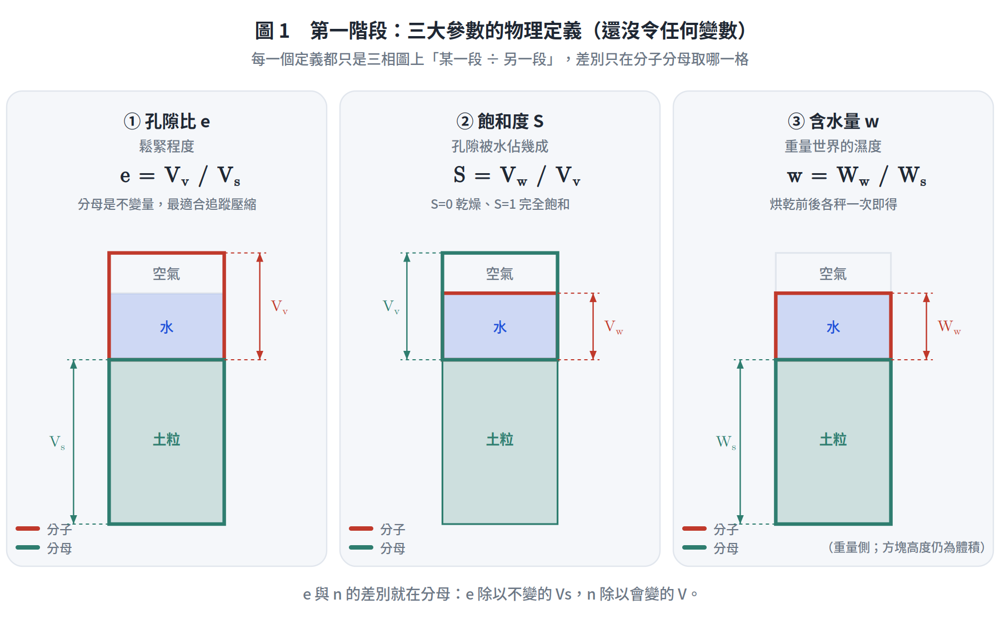 圖 1　第一階段：三大參數的物理定義（還沒令任何變數）
每一個定義都只是三相圖上「某一段 ÷ 另一段」，差別只在分子分母取哪一格
① 孔隙比 e
鬆緊程度
e = Vᵥ / Vₛ
分母是不變量，最適合追蹤壓縮
空氣
水
土粒
Vᵥ
Vₛ
分子
分母
② 飽和度 S
孔隙被水佔幾成
S = V_w / Vᵥ
S=0 乾燥、S=1 完全飽和
空氣
水
土粒
Vᵥ
V_w
分子
分母
③ 含水量 w
重量世界的濕度
w = W_w / Wₛ
烘乾前後各秤一次即得
空氣
水
土粒
W_w
Wₛ
分子
分母
（重量側；方塊高度仍為體積）
e 與 n 的差別就在分母：e 除以不變的 Vs，n 除以會變的 V。